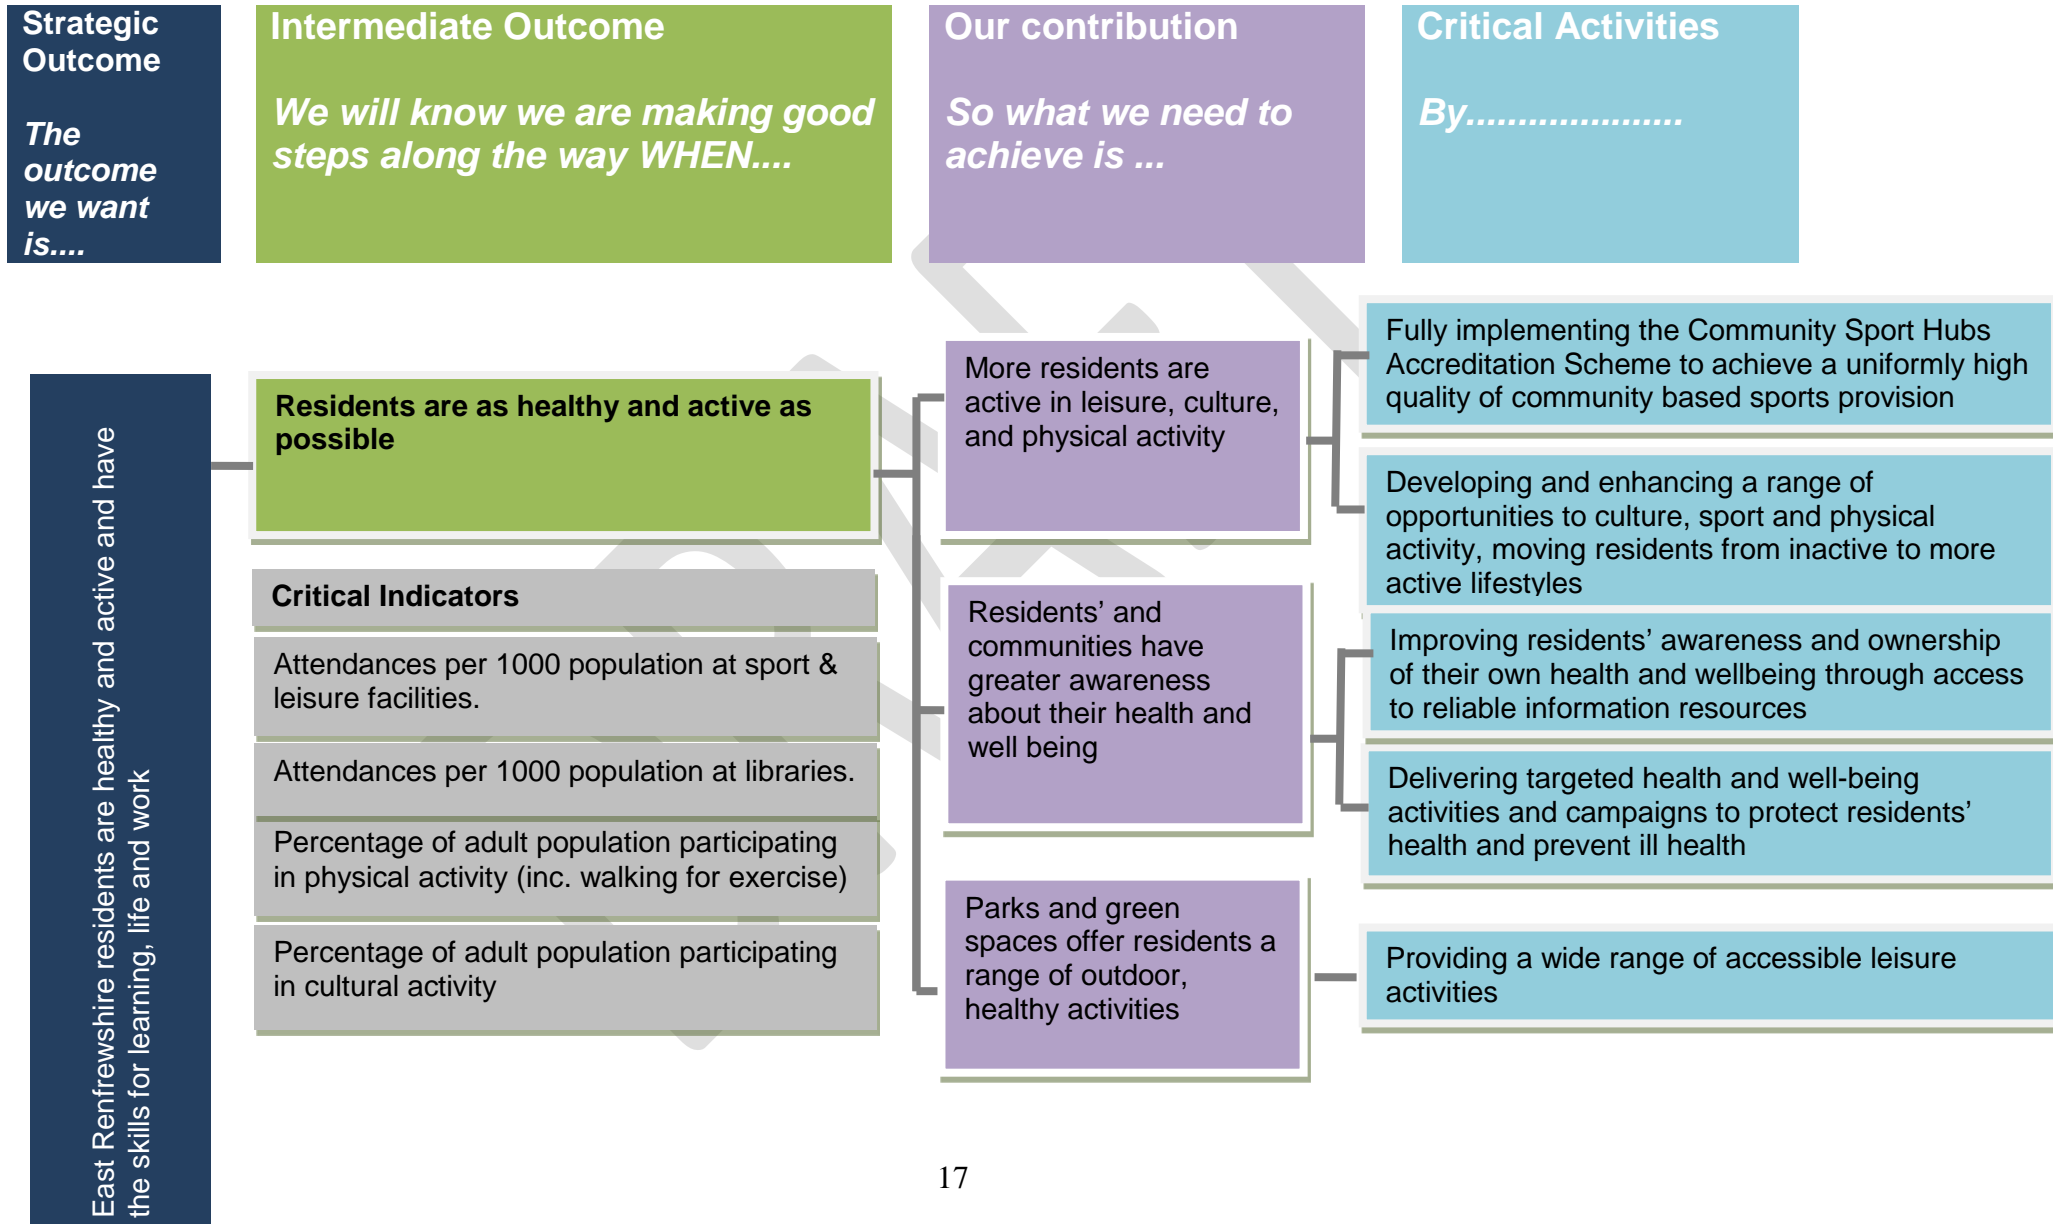 Strategic
Outcome
The
outcome
we want
is....
Intermediate Outcome
We will know we are making good
steps along the way WHEN....
Our contribution
So what we need to
achieve is ...
Critical Activities
By.....................
East Renfrewshire residents are healthy and active and have
the skills for learning, life and work
Residents are as healthy and active as
possible
Critical Indicators
Attendances per 1000 population at sport &
leisure facilities.
Attendances per 1000 population at libraries.
Percentage of adult population participating
in physical activity (inc. walking for exercise)
Percentage of adult population participating
in cultural activity
More residents are
active in leisure, culture,
and physical activity
Residents’ and
communities have
greater awareness
about their health and
well being
Parks and green
spaces offer residents a
range of outdoor,
healthy activities
Fully implementing the Community Sport Hubs
Accreditation Scheme to achieve a uniformly high
quality of community based sports provision
Developing and enhancing a range of
opportunities to culture, sport and physical
activity, moving residents from inactive to more
active lifestyles
Improving residents’ awareness and ownership
of their own health and wellbeing through access
to reliable information resources
Delivering targeted health and well-being
activities and campaigns to protect residents’
health and prevent ill health
Providing a wide range of accessible leisure
activities
17